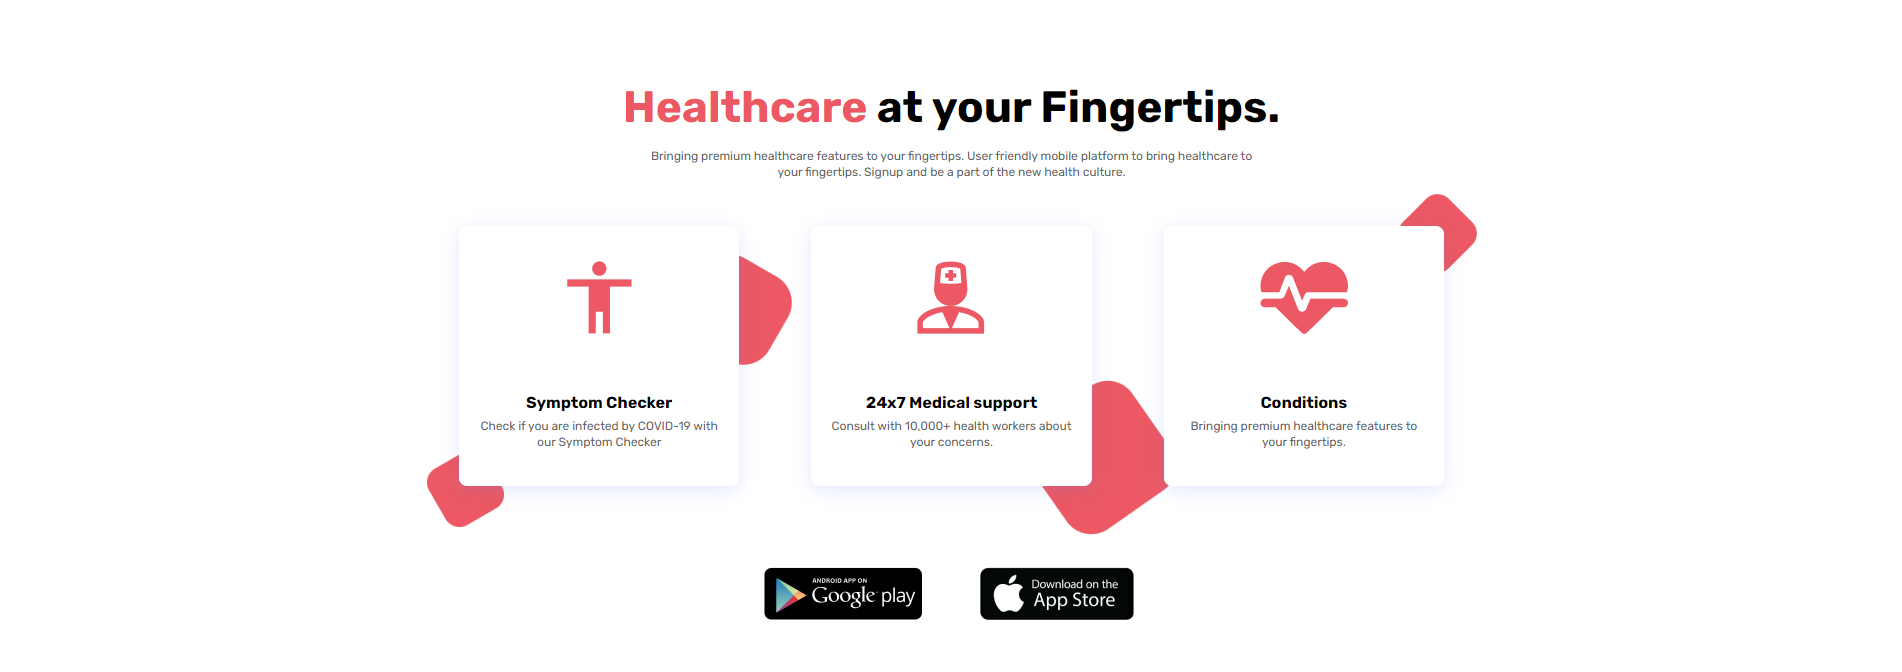 Healthcare at your Fingertips.
Bringing premium healthcare features to your fingertips. User friendly mobile platform to bring healthcare to
your fingertips. Signup and be a part of the new health culture.
Symptom Checker
Check if you are infected by COVID-19 with
our Symptom Checker
24x7 Medical support
Consult with 10,000+ health workers about
your concerns.
Conditions
Bringing premium healthcare features to
your fingertips.
ANDROID APP ON
Google play
Download on the
App Store